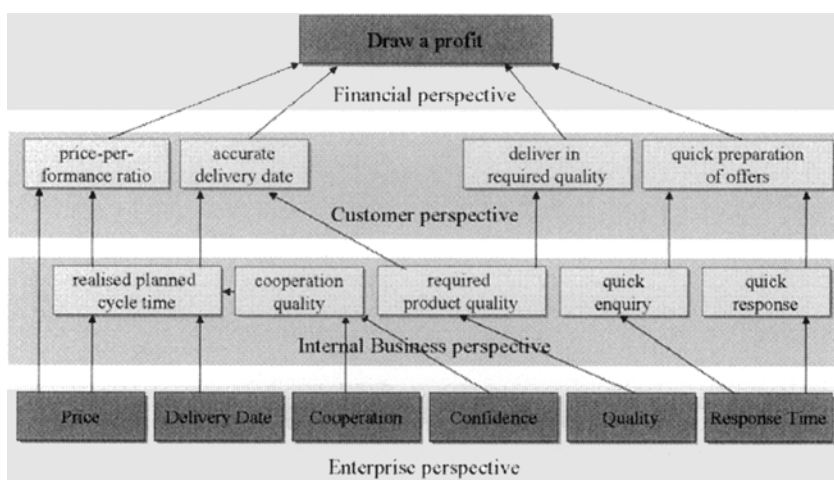 Draw a profit
Financial perspective
price-per-
formance ratio
accurate
delivery date
deliver in
required quality
quick preparation
of offers
Customer perspective
realised planned
cycle time
cooperation
quality
required
product quality
quick
enquiry
quick
response
Internal Business perspective
Price
Delivery Date
Cooperation
Confidence
Quality
Response Time
Enterprise perspective